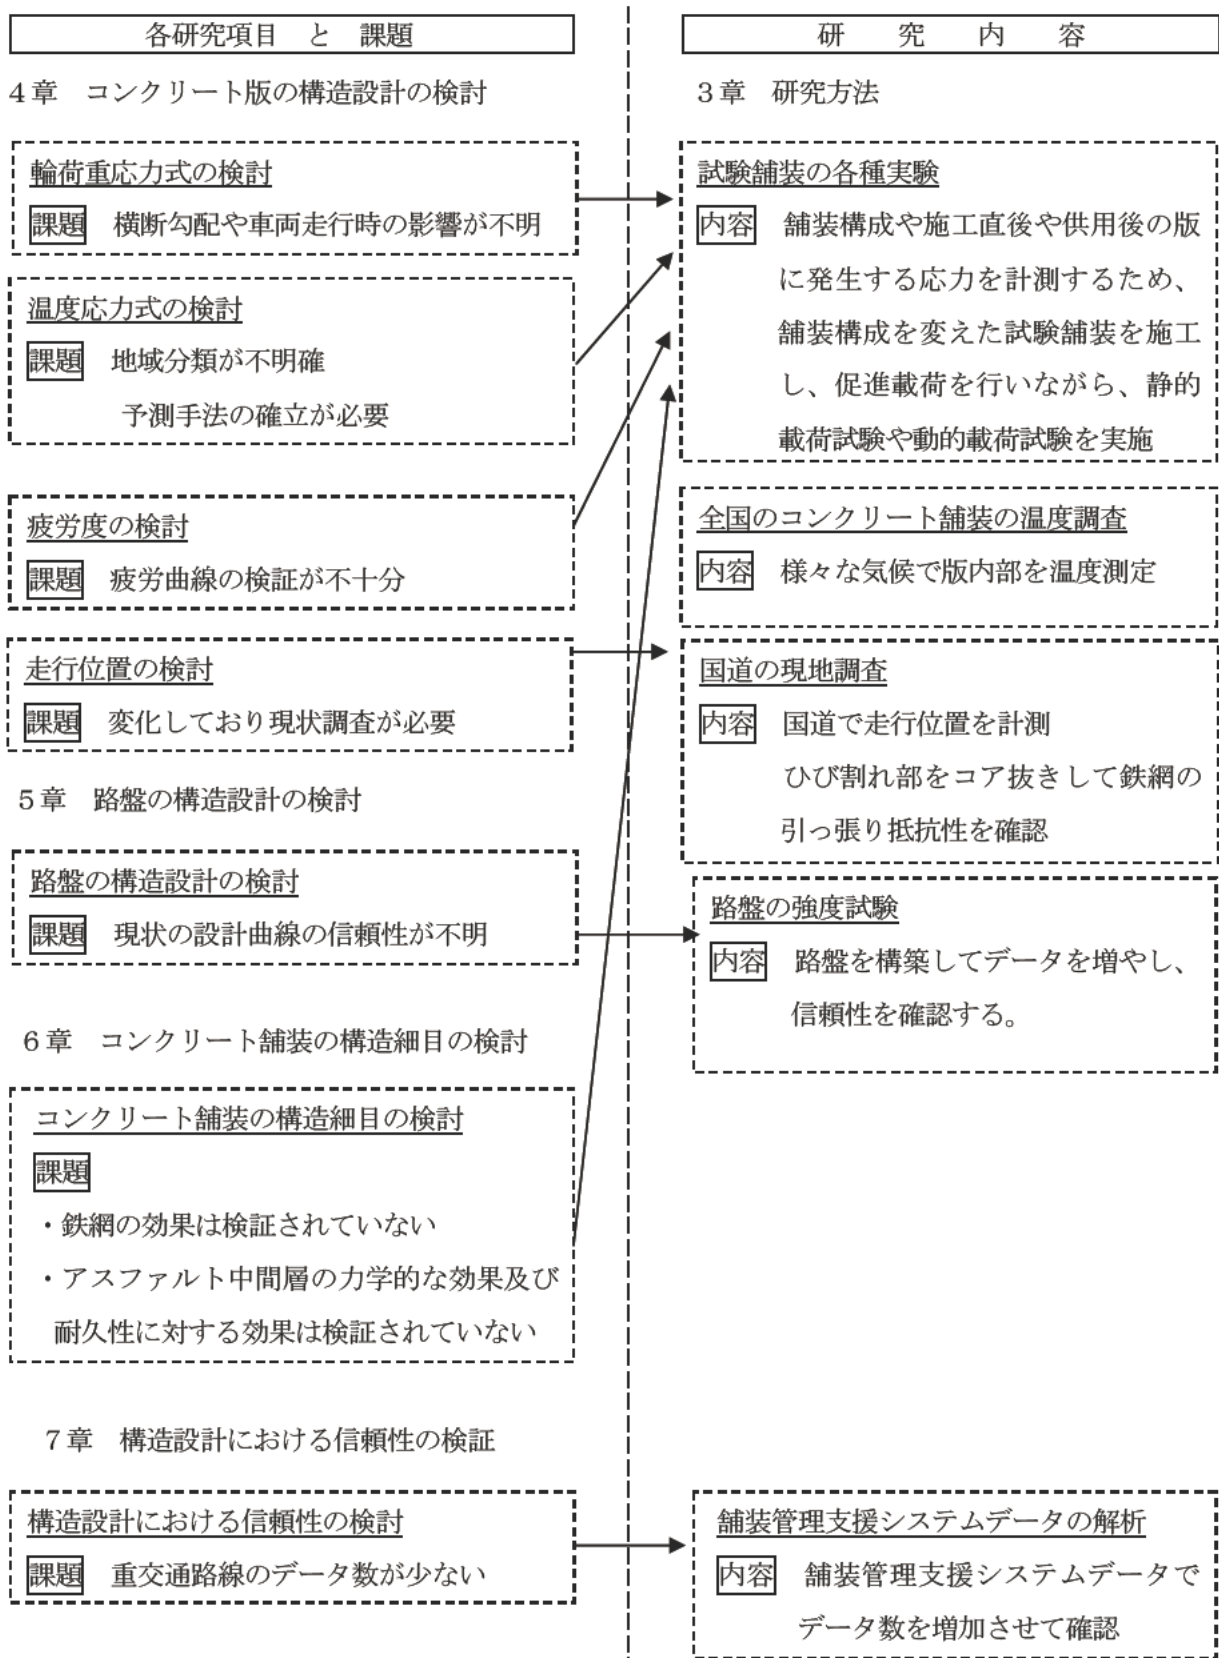 各研究項目 と 課題
4章 コンクリート版の構造設計の検討
輪荷重応力式の検討
課題 横断勾配や車両走行時の影響が不明
温度応力式の検討
課題 地域分類が不明確
予測手法の確立が必要
疲労度の検討
課題 疲労曲線の検証が不十分
走行位置の検討
課題 変化しており現状調査が必要
5章 路盤の構造設計の検討
路盤の構造設計の検討
課題 現状の設計曲線の信頼性が不明
6章 コンクリート舗装の構造細目の検討
コンクリート舗装の構造細目の検討
課題
・鉄網の効果は検証されていない
・アスファルト中間層の力学的な効果及び
耐久性に対する効果は検証されていない
7章 構造設計における信頼性の検証
構造設計における信頼性の検討
課題 重交通路線のデータ数が少ない
研 究 内 容
3章 研究方法
試験舗装の各種実験
内容 舗装構成や施工直後や供用後の版
に発生する応力を計測するため、
舗装構成を変えた試験舗装を施工
し、促進載荷を行いながら、静的
載荷試験や動的載荷試験を実施
全国のコンクリート舗装の温度調査
内容 様々な気候で版内部を温度測定
国道の現地調査
内容 国道で走行位置を計測
ひび割れ部をコア抜きして鉄網の
引っ張り抵抗性を確認
路盤の強度試験
内容 路盤を構築してデータを増やし、
信頼性を確認する。
舗装管理支援システムデータの解析
内容 舗装管理支援システムデータで
データ数を増加させて確認